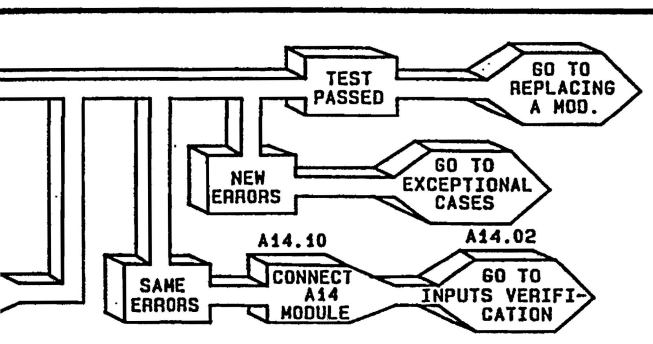 TEST
PASSED
GO TO
REPLACING
A MOD.
NEW
ERRORS
GO TO
EXCEPTIONAL
CASES
A14.10
A14.02
SAME
ERRORS
CONNECT
A14
MODULE
GO TO
INPUTS VERIFI-
CATION